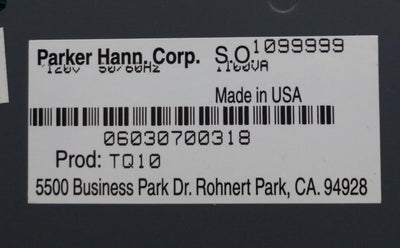 Parker Hann. Corp. S.O 1099999
120V 50/60HZ 1100VA
Made in USA
06030700318
Prod: TQ10
5500 Business Park Dr. Rohnert Park, CA. 94928